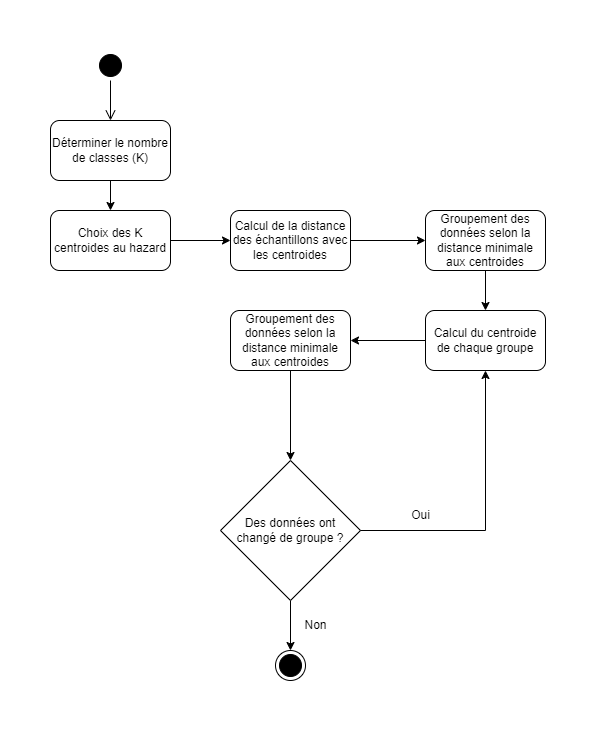 Déterminer le nombre
de classes (K)
Choix des K
centroides au hazard
Calcul de la distance
des échantillons avec
les centroides
Groupement des
données selon la
distance minimale
aux centroides
Calcul du centroide
de chaque groupe
Groupement des
données selon la
distance minimale
aux centroides
Des données ont
changé de groupe ?
Oui
Non